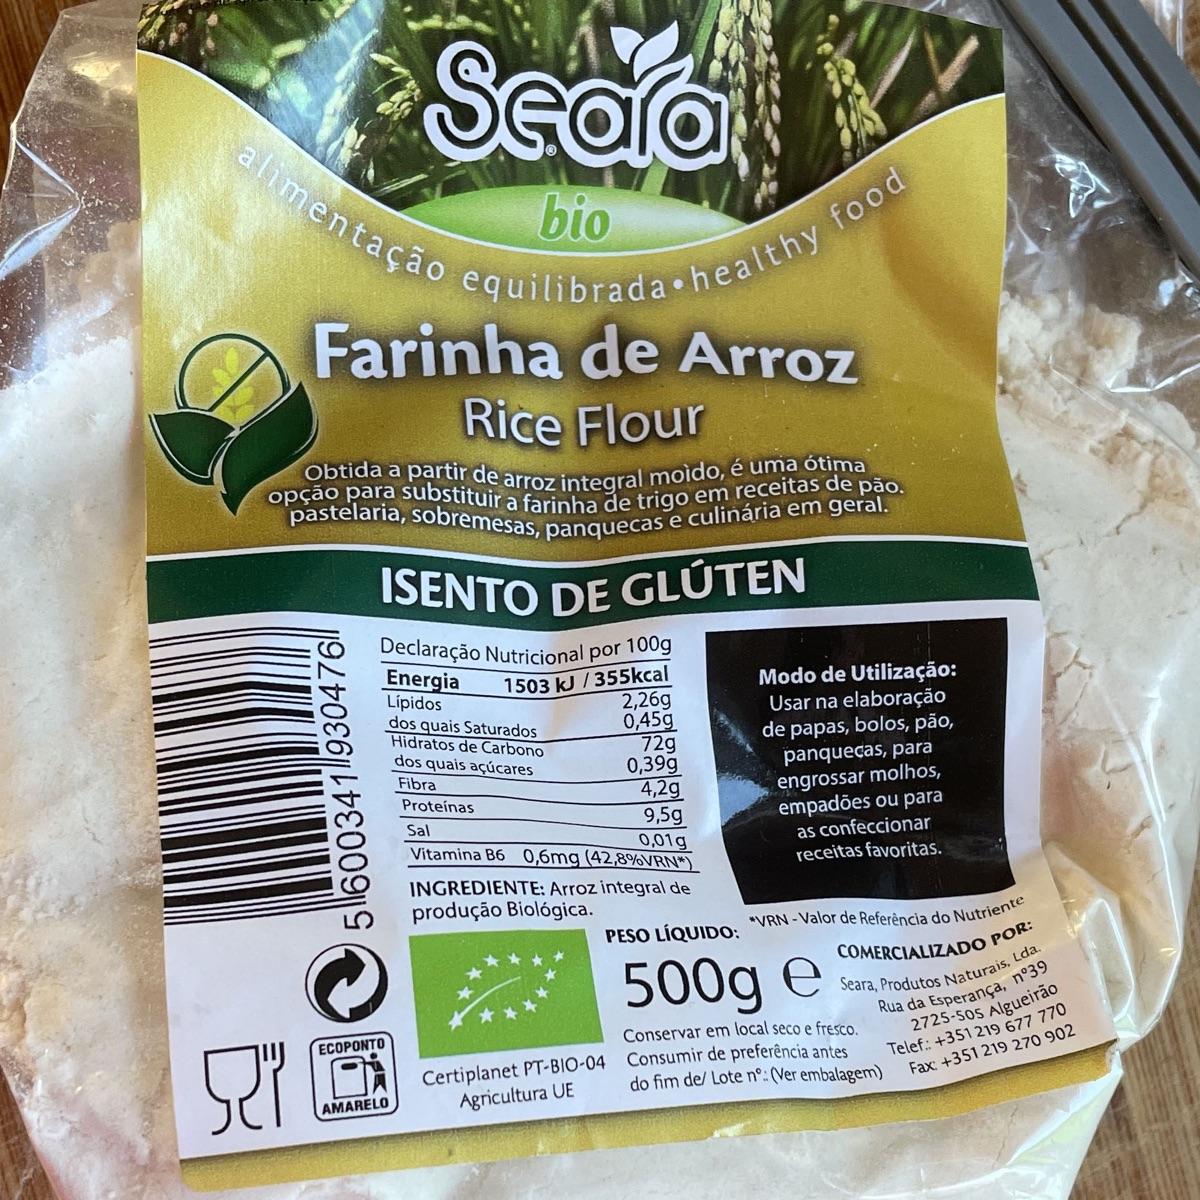 Seara®
bio
alimentação equilibrada•healthy food
Farinha de Arroz
Rice Flour
Obtida a partir de arroz integral moído, é uma ótima
opção para substituir a farinha de trigo em receitas de pão.
pastelaria, sobremesas, panquecas e culinária em geral.
ISENTO DE GLÚTEN
5 600341 930476
Declaração Nutricional por 100g
Energia 1503 kJ / 355kcal
Lípidos 2,26g
dos quais Saturados 0,45g
Hidratos de Carbono 72g
dos quais açúcares 0,39g
Fibra 4,2g
Proteínas 9,5g
Sal 0,01g
Vitamina B6 0,6mg (42,8%VRN*)
INGREDIENTE: Arroz integral de
produção Biológica.
Modo de Utilização:
Usar na elaboração
de papas, bolos, pão,
panquecas, para
engrossar molhos,
empadões ou para
as confeccionar
receitas favoritas.
*VRN - Valor de Referência do Nutriente
PESO LÍQUIDO:
500g e
Conservar em local seco e fresco.
Consumir de preferência antes
do fim de/ Lote nº.: (Ver embalagem)
COMERCIALIZADO POR:
Seara, Produtos Naturais, Lda.
Rua da Esperança, nº39
2725-505 Algueirão
Telef.: +351 219 677 770
Fax: +351 219 270 902
Certiplanet PT-BIO-04
Agricultura UE
ECOPONTO
AMARELO